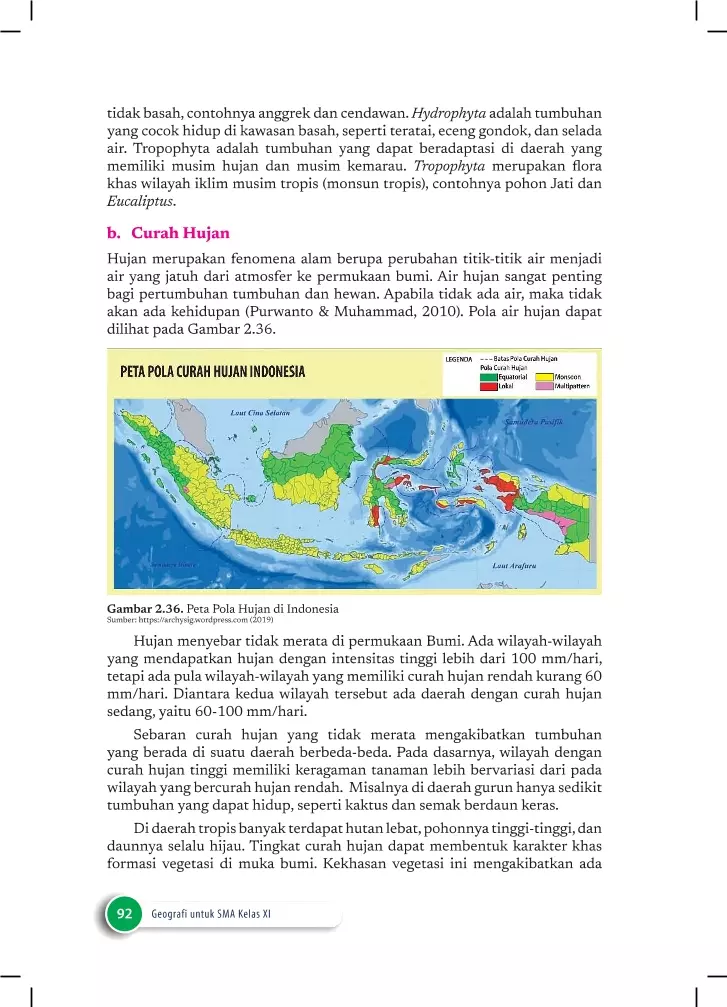 tidak basah, contohnya anggrek dan cendawan. Hydrophyta adalah tumbuhan
yang cocok hidup di kawasan basah, seperti teratai, eceng gondok, dan selada
air. Tropopophyta adalah tumbuhan yang dapat beradaptasi di daerah yang
memiliki musim hujan dan musim kemarau. Tropophyta merupakan flora
khas wilayah iklim musim tropis (monsun tropis), contohnya pohon Jati dan
Eucaliptus.
b. Curah Hujan
Hujan merupakan fenomena alam berupa perubahan titik-titik air menjadi
air yang jatuh dari atmosfer ke permukaan bumi. Air hujan sangat penting
bagi pertumbuhan tumbuhan dan hewan. Apabila tidak ada air, maka tidak
akan ada kehidupan (Purwanto & Muhammad, 2010). Pola air hujan dapat
dilihat pada Gambar 2.36.
PETA POLA CURAH HUJAN INDONESIA
LEGENDA
Batas Pola Curah Hujan
Pola Curah Hujan
Equatorial
Monsoon
Lokal
Multipattern
Laut Cina Selatan
Samudera Pasifik
Laut Arafura
Gambar 2.36. Peta Pola Hujan di Indonesia
Sumber: https://archysig.wordpress.com (2019)
Hujan menyebar tidak merata di permukaan Bumi. Ada wilayah-wilayah
yang mendapatkan hujan dengan intensitas tinggi lebih dari 100 mm/hari,
tetapi ada pula wilayah-wilayah yang memiliki curah hujan rendah kurang 60
mm/hari. Diantara kedua wilayah tersebut ada daerah dengan curah hujan
sedang, yaitu 60-100 mm/hari.
Sebaran curah hujan yang tidak merata mengakibatkan tumbuhan
yang berada di suatu daerah berbeda-beda. Pada dasarnya, wilayah dengan
curah hujan tinggi memiliki keragaman tanaman lebih bervariasi dari pada
wilayah yang bercurah hujan rendah. Misalnya di daerah gurun hanya sedikit
tumbuhan yang dapat hidup, seperti kaktus dan semak berdaun keras.
Di daerah tropis banyak terdapat hutan lebat, pohonnya tinggi-tinggi, dan
daunnya selalu hijau. Tingkat curah hujan dapat membentuk karakter khas
formasi vegetasi di muka bumi. Kekhasan vegetasi ini mengakibatkan ada
92
Geografi untuk SMA Kelas XI